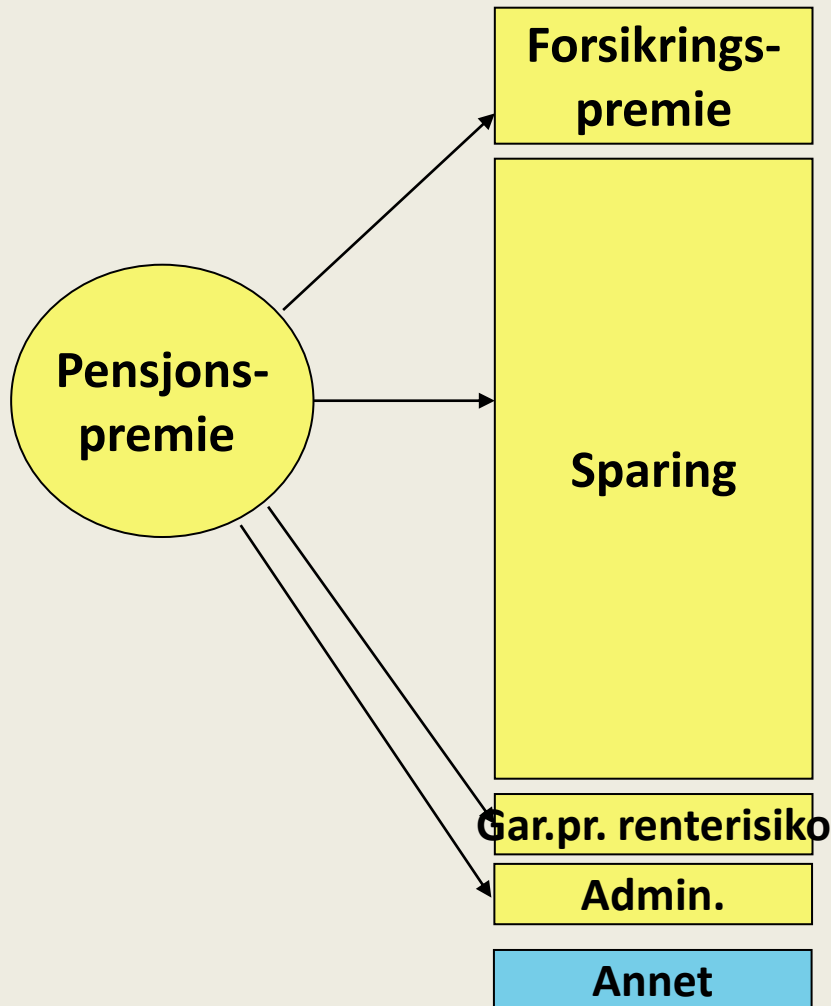 Forsikrings-
premie
Pensjons-
premie
Sparing
Gar.pr. renterisiko
Admin.
Annet